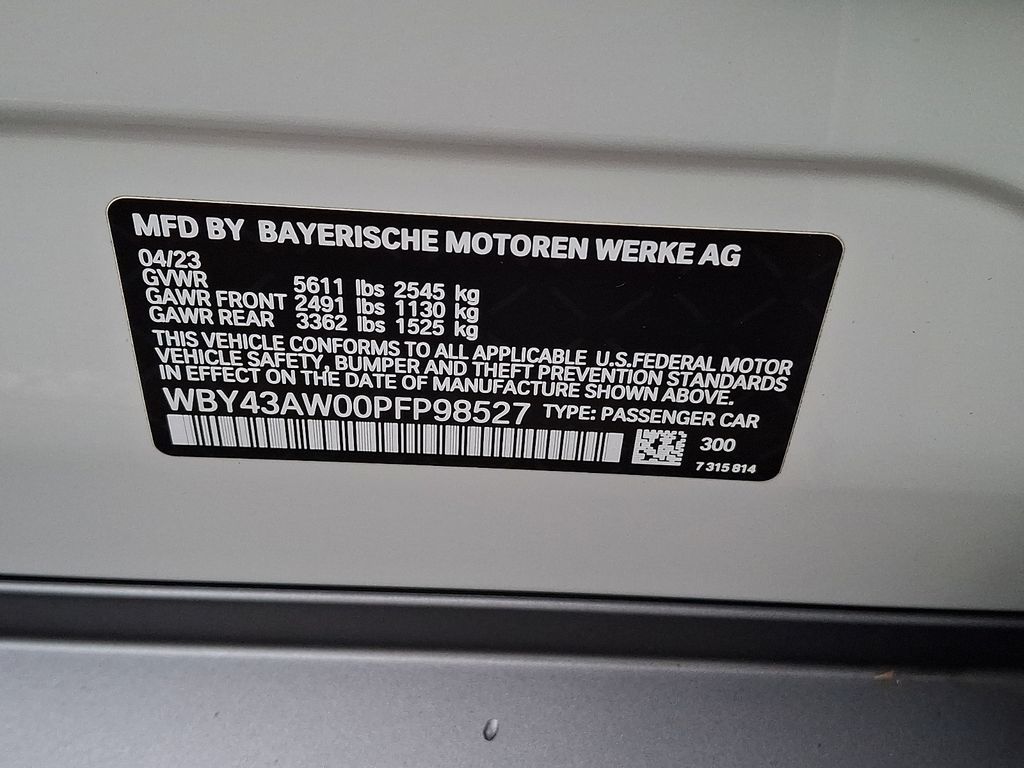 MFD BY BAYERISCHE MOTOREN WERKE AG
04/23
GVWR 5611 lbs 2545 kg
GAWR FRONT 2491 lbs 1130 kg
GAWR REAR 3362 lbs 1525 kg
THIS VEHICLE CONFORMS TO ALL APPLICABLE U.S.FEDERAL MOTOR
VEHICLE SAFETY, BUMPER AND THEFT PREVENTION STANDARDS
IN EFFECT ON THE DATE OF MANUFACTURE SHOWN ABOVE.
WBY43AW00PFP98527 TYPE: PASSENGER CAR
300
7 315 814